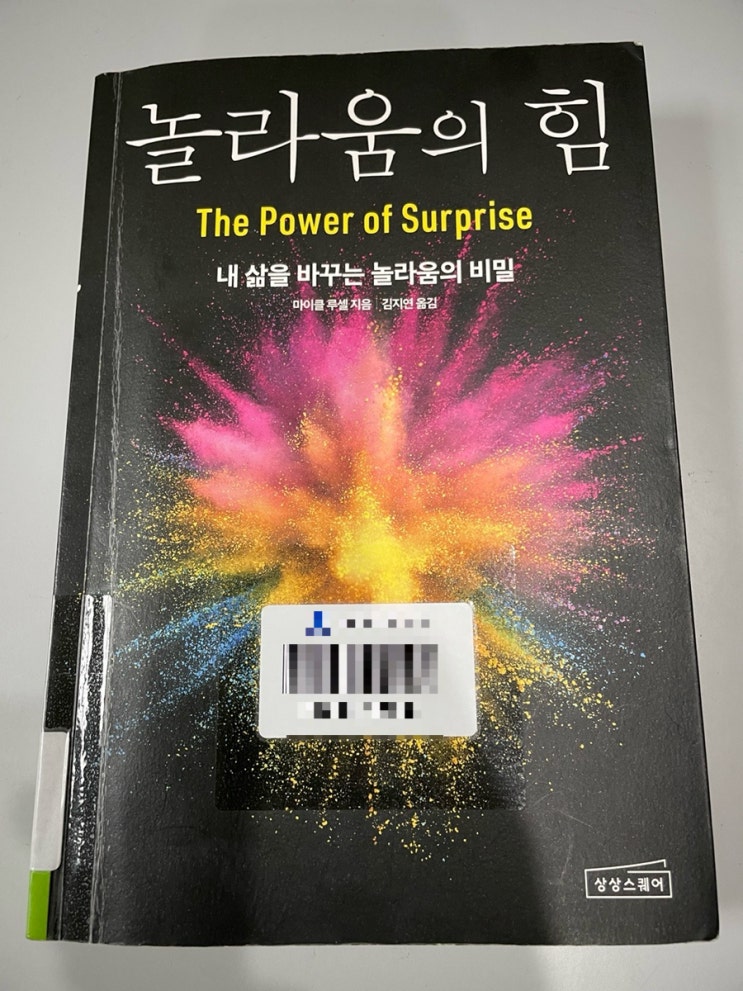 놀라움의 힘
The Power of Surprise
내 삶을 바꾸는 놀라움의 비밀
마이클 루셀 지음 | 김지연 옮김
상상스퀘어